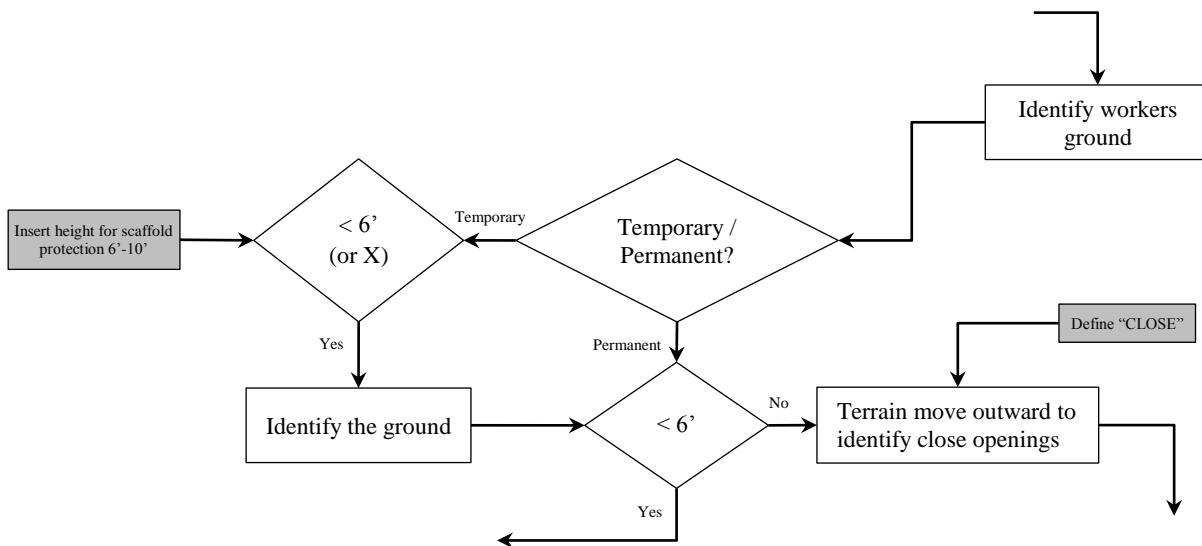 Identify workers
ground
Insert height for scaffold
protection 6’-10’
< 6’
(or X)
Temporary
Temporary /
Permanent?
Define “CLOSE”
Yes
Permanent
Identify the ground
< 6’
No
Terrain move outward to
identify close openings
Yes